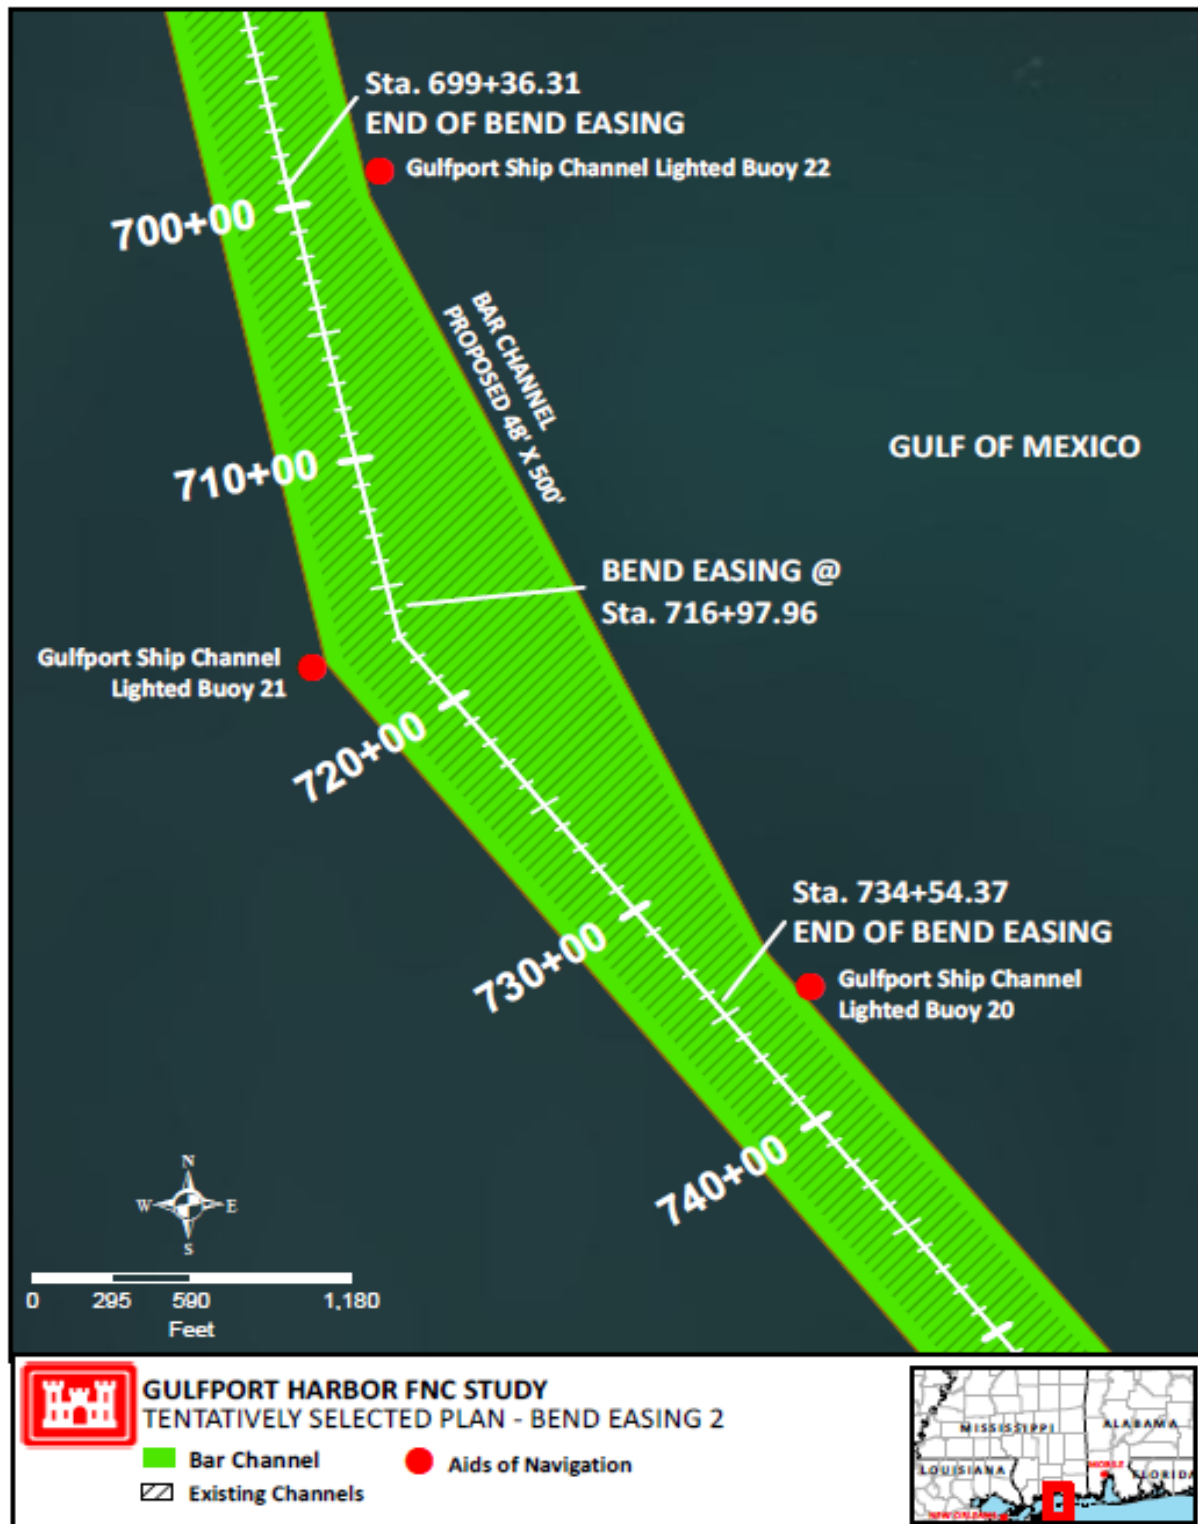 Sta. 699+36.31
END OF BEND EASING
Gulfport Ship Channel Lighted Buoy 22
700+00
BAR CHANNEL
PROPOSED 48' X 500'
GULF OF MEXICO
710+00
BEND EASING @
Sta. 716+97.96
Gulfport Ship Channel
Lighted Buoy 21
720+00
Sta. 734+54.37
END OF BEND EASING
730+00
Gulfport Ship Channel
Lighted Buoy 20
740+00
N
W E
S
0 295 590 1,180
Feet
GULFPORT HARBOR FNC STUDY
TENTATIVELY SELECTED PLAN - BEND EASING 2
Bar Channel
Aids of Navigation
Existing Channels
MISSISSIPPI
ALABAMA
LOUISIANA
MOBILE
FLORIDA
NEW ORLEANS